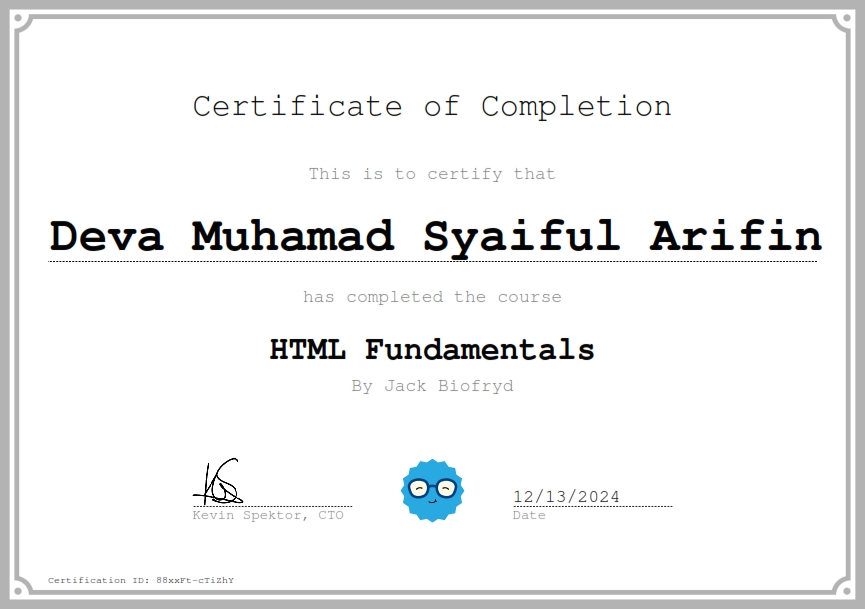 Certificate of Completion
This is to certify that
Deva Muhamad Syaiful Arifin
has completed the course
HTML Fundamentals
By Jack Biofryd
12/13/2024
Kevin Spektor, CTO
Date
Certification ID: 88xxFt-cTiZhY